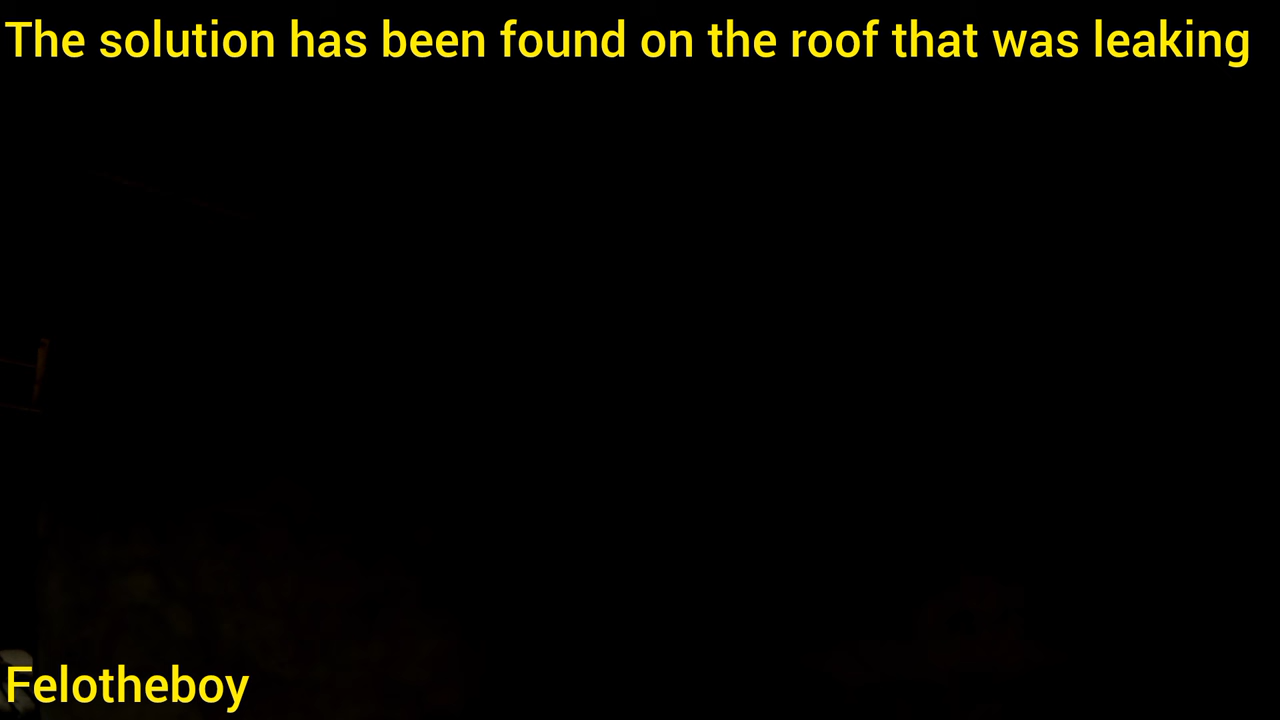 The solution has been found on the roof that was leaking
Felotheboy